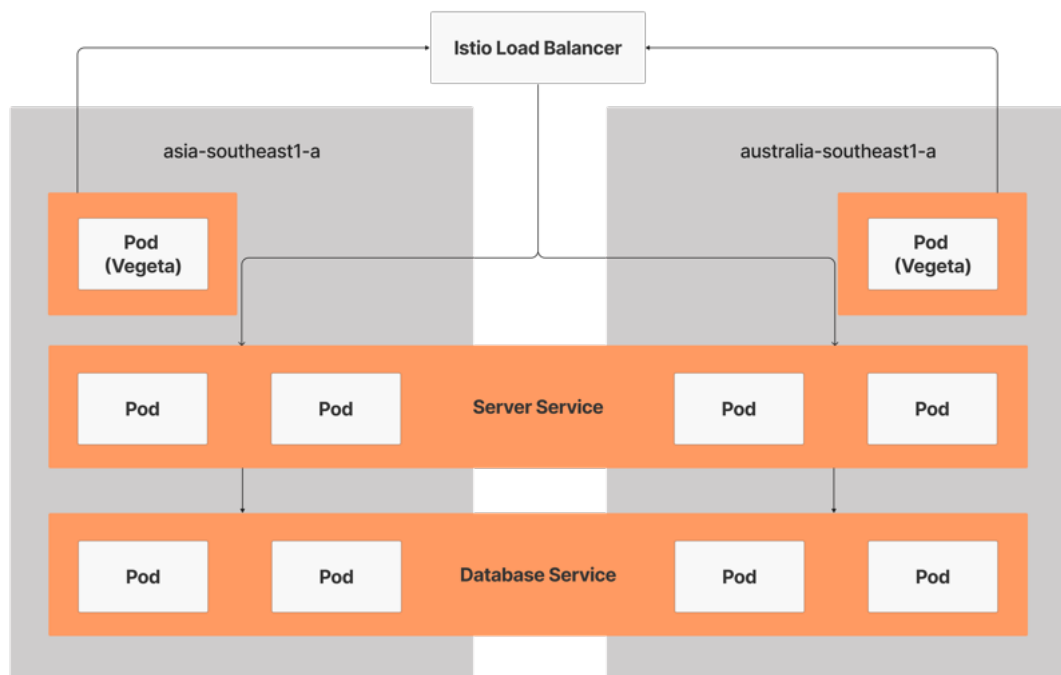 Istio Load Balancer
asia-southeast1-a
australia-southeast1-a
Pod
(Vegeta)
Pod
(Vegeta)
Pod
Pod
Server Service
Pod
Pod
Pod
Pod
Database Service
Pod
Pod